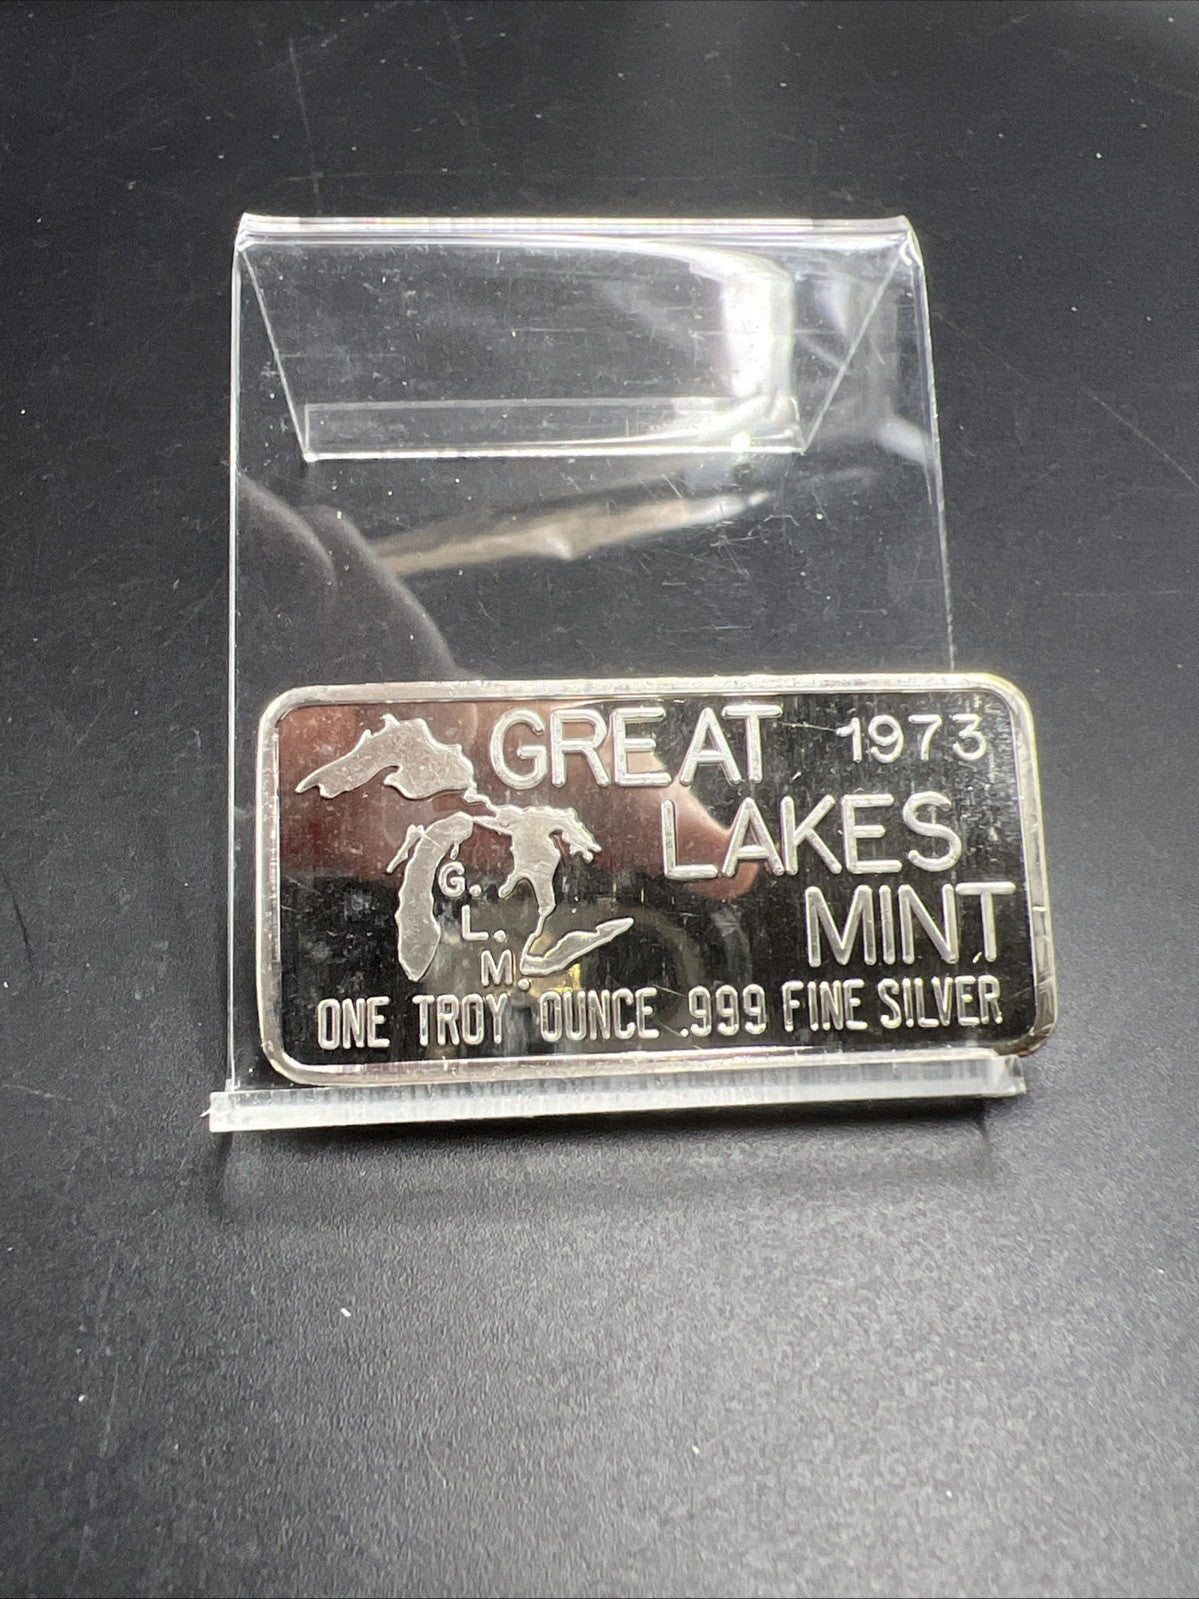 GREAT 1973
LAKES
MINT
G.
L.
M.
ONE TROY OUNCE .999 FINE SILVER